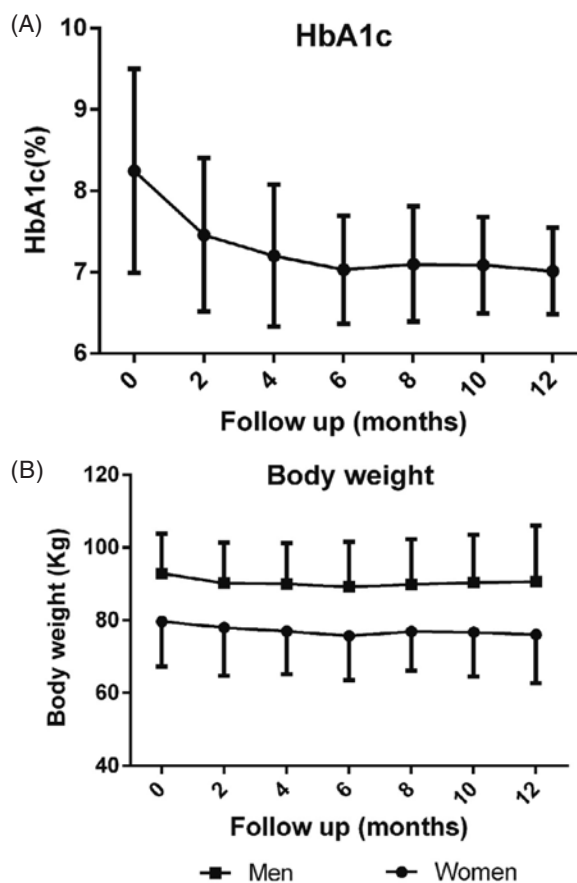 (A)
HbA1c
10
9
8
7
6
HbA1c(%)
0 2 4 6 8 10 12
Follow up (months)
(B)
Body weight
120
100
80
60
40
Body weight (Kg)
0 2 4 6 8 10 12
Follow up (months)
Men Women